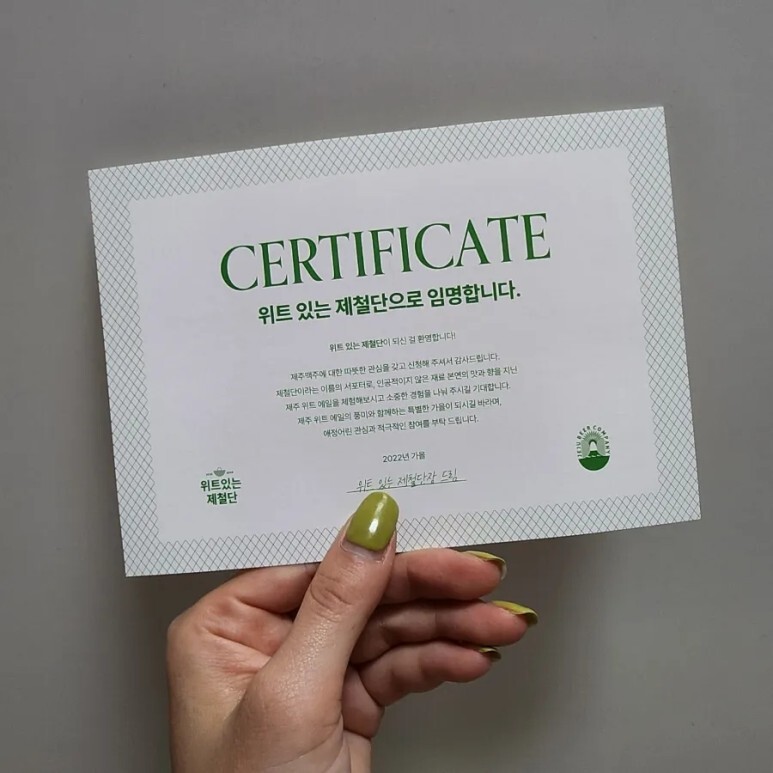 CERTIFICATE
위트 있는 제철단으로 임명합니다.
위트 있는 제철단이 되신 걸 환영합니다!
제주맥주에 대한 따뜻한 관심을 갖고 신청해 주셔서 감사드립니다.
제철단이라는 이름의 서포터로, 인공적이지 않은 재료 본연의 맛과 향을 지닌
제주 위트 에일을 체험해보시고 소중한 경험을 나눠 주시길 기대합니다.
제주 위트 에일의 풍미와 함께하는 특별한 가을이 되시길 바라며,
애정어린 관심과 적극적인 참여를 부탁 드립니다.
2022년 가을
위트 있는 제철단장 드림
위트있는
제철단
BEER COMPANY